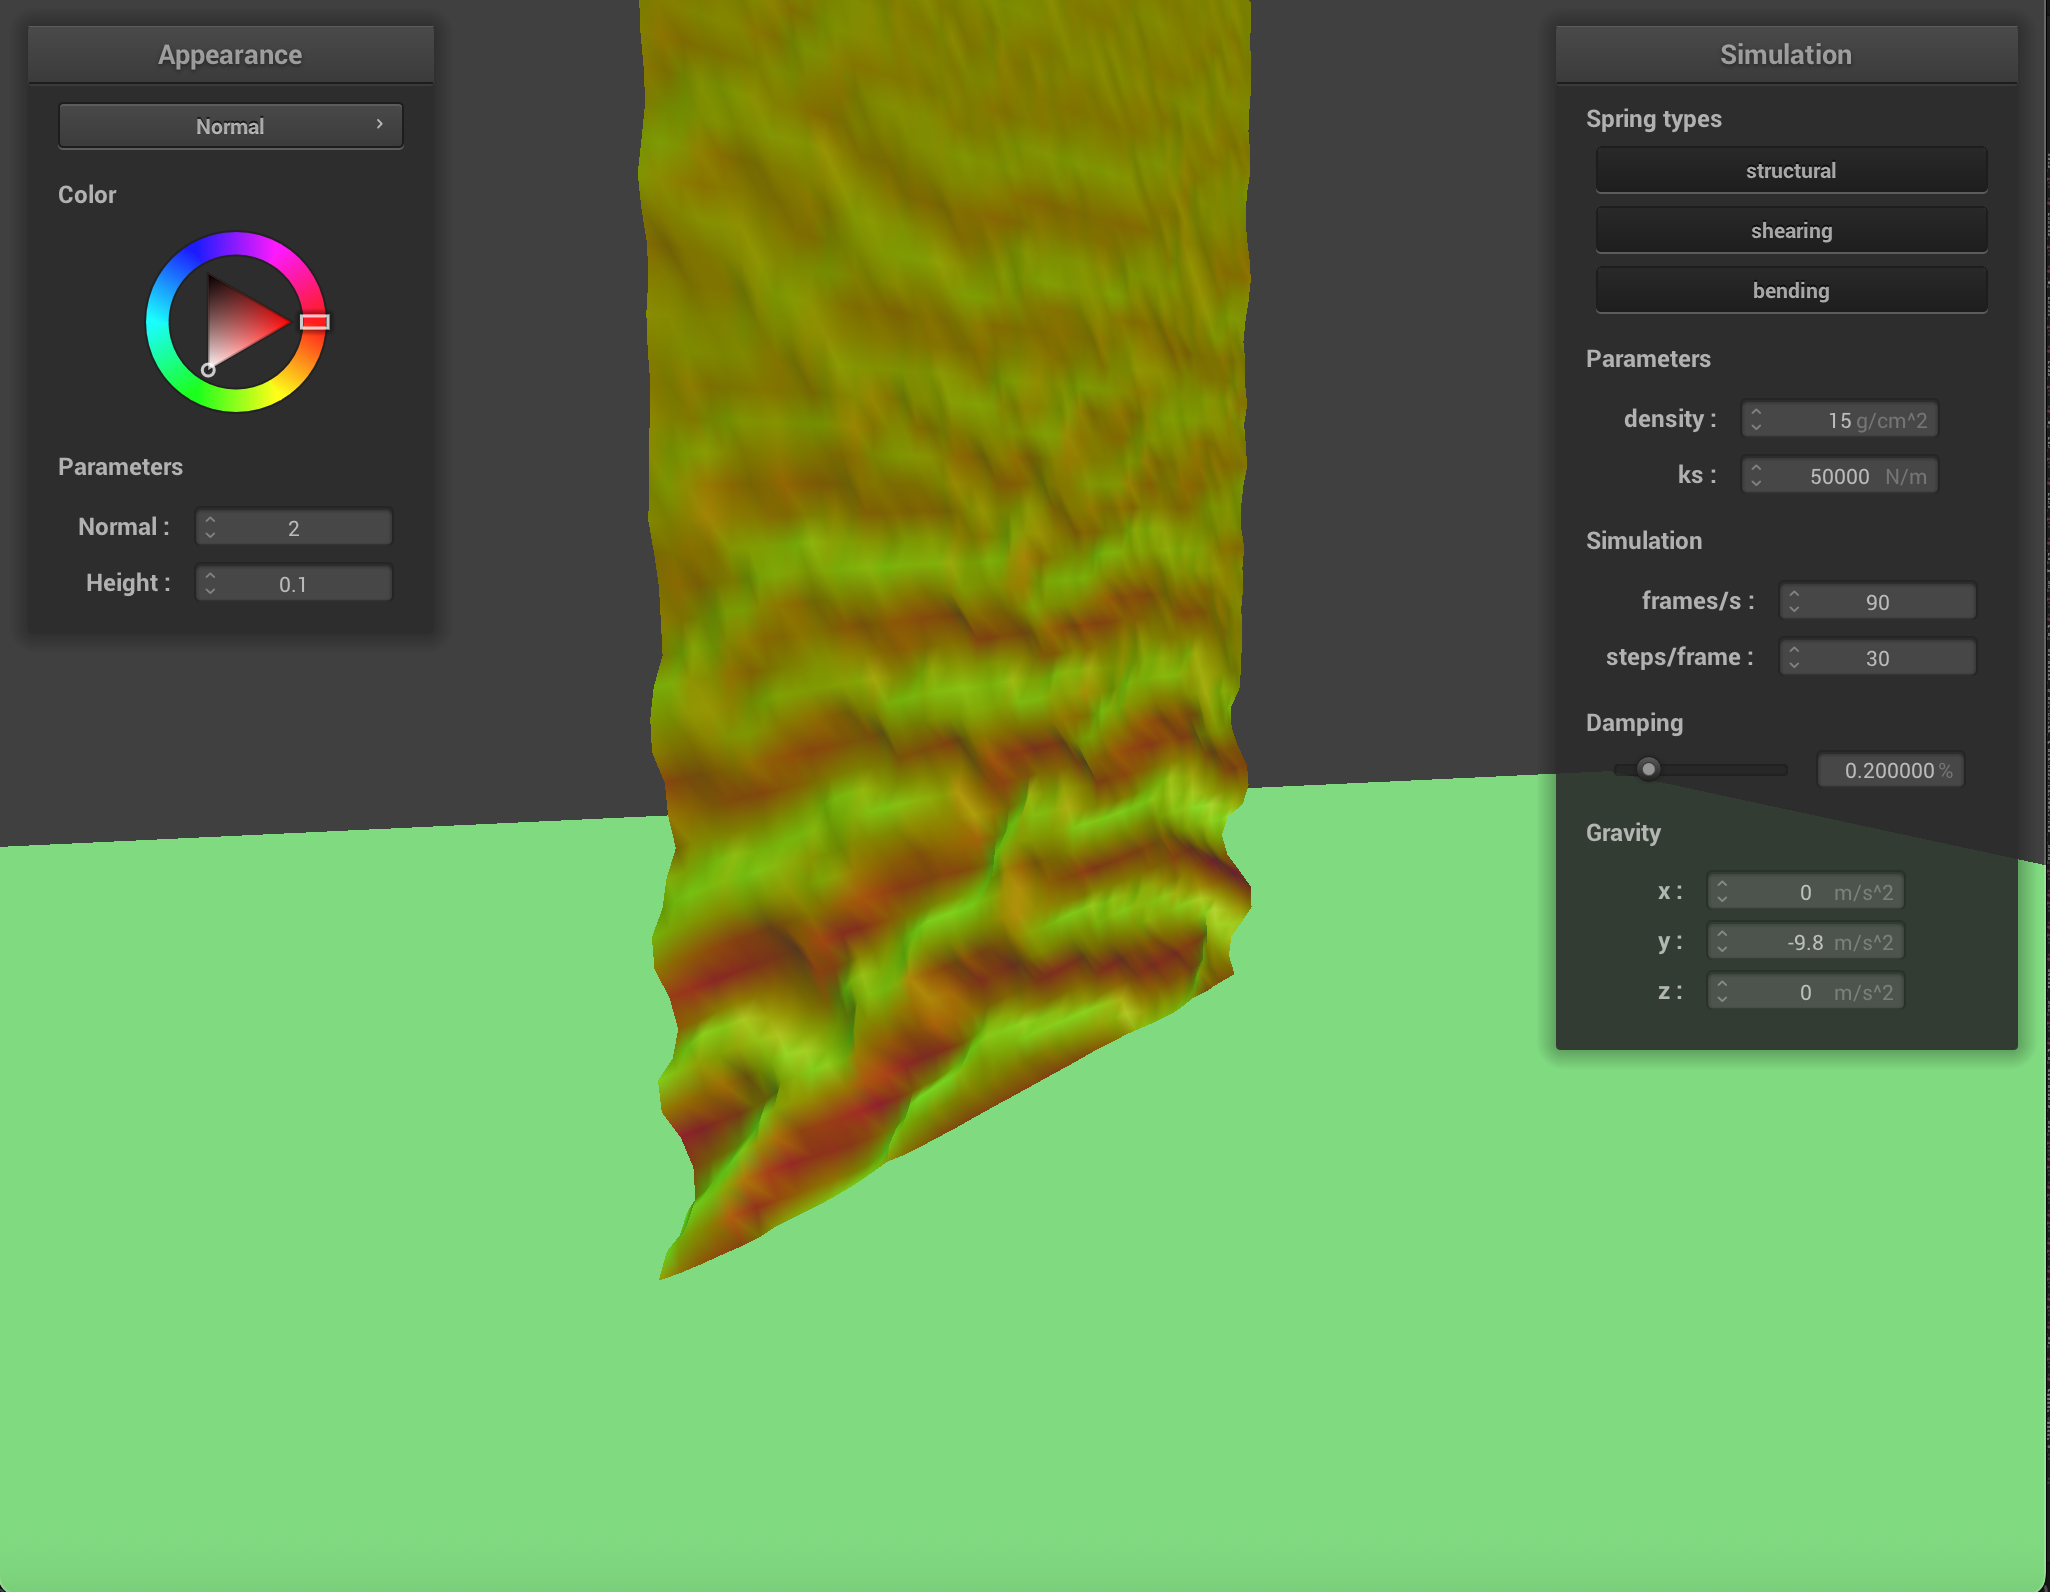 Appearance
Normal
Color
Parameters
Normal : 2
Height : 0.1
Simulation
Spring types
structural
shearing
bending
Parameters
density : 15 g/cm^2
ks : 50000 N/m
Simulation
frames/s : 90
steps/frame : 30
Damping
0.200000 %
Gravity
x : 0 m/s^2
y : -9.8 m/s^2
z : 0 m/s^2